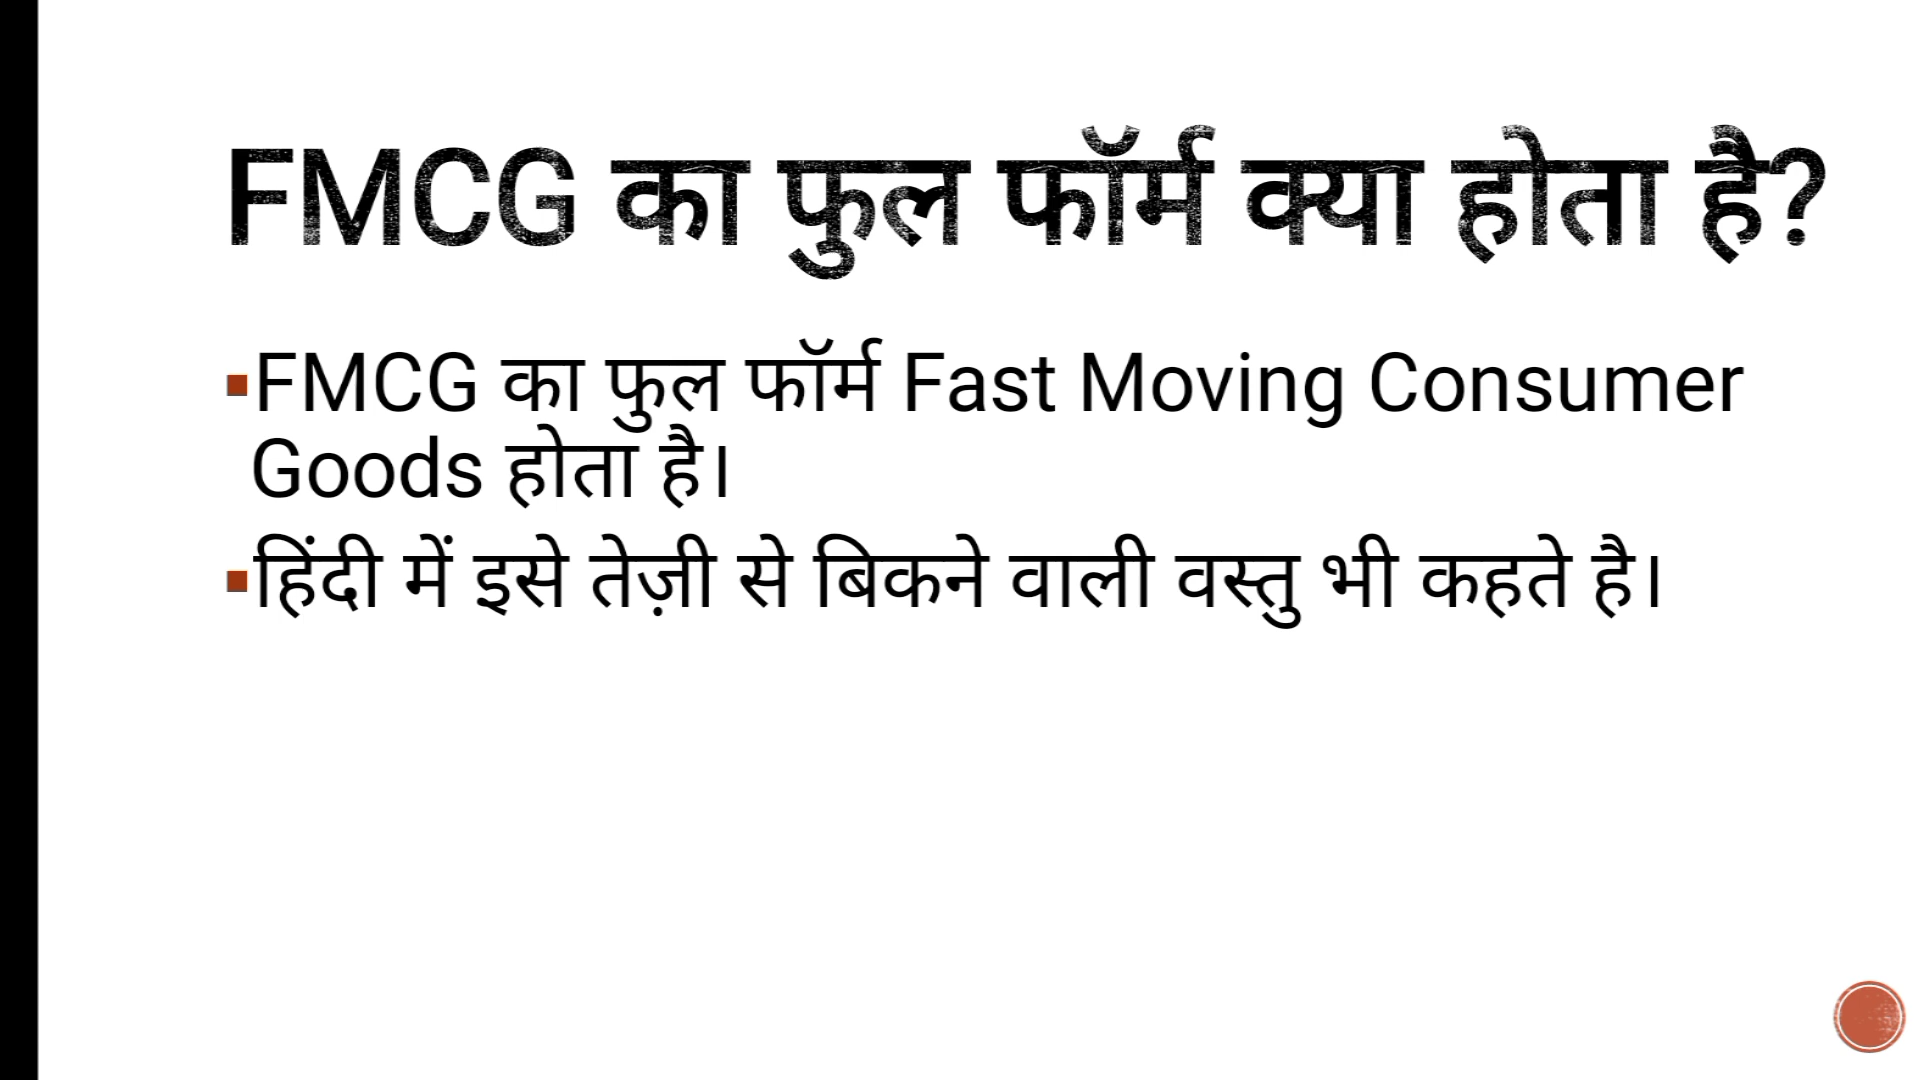 FMCG का फुल फॉर्म क्या होता है?
▪FMCG का फुल फॉर्म Fast Moving Consumer
Goods होता है।
▪हिंदी में इसे तेज़ी से बिकने वाली वस्तु भी कहते है।